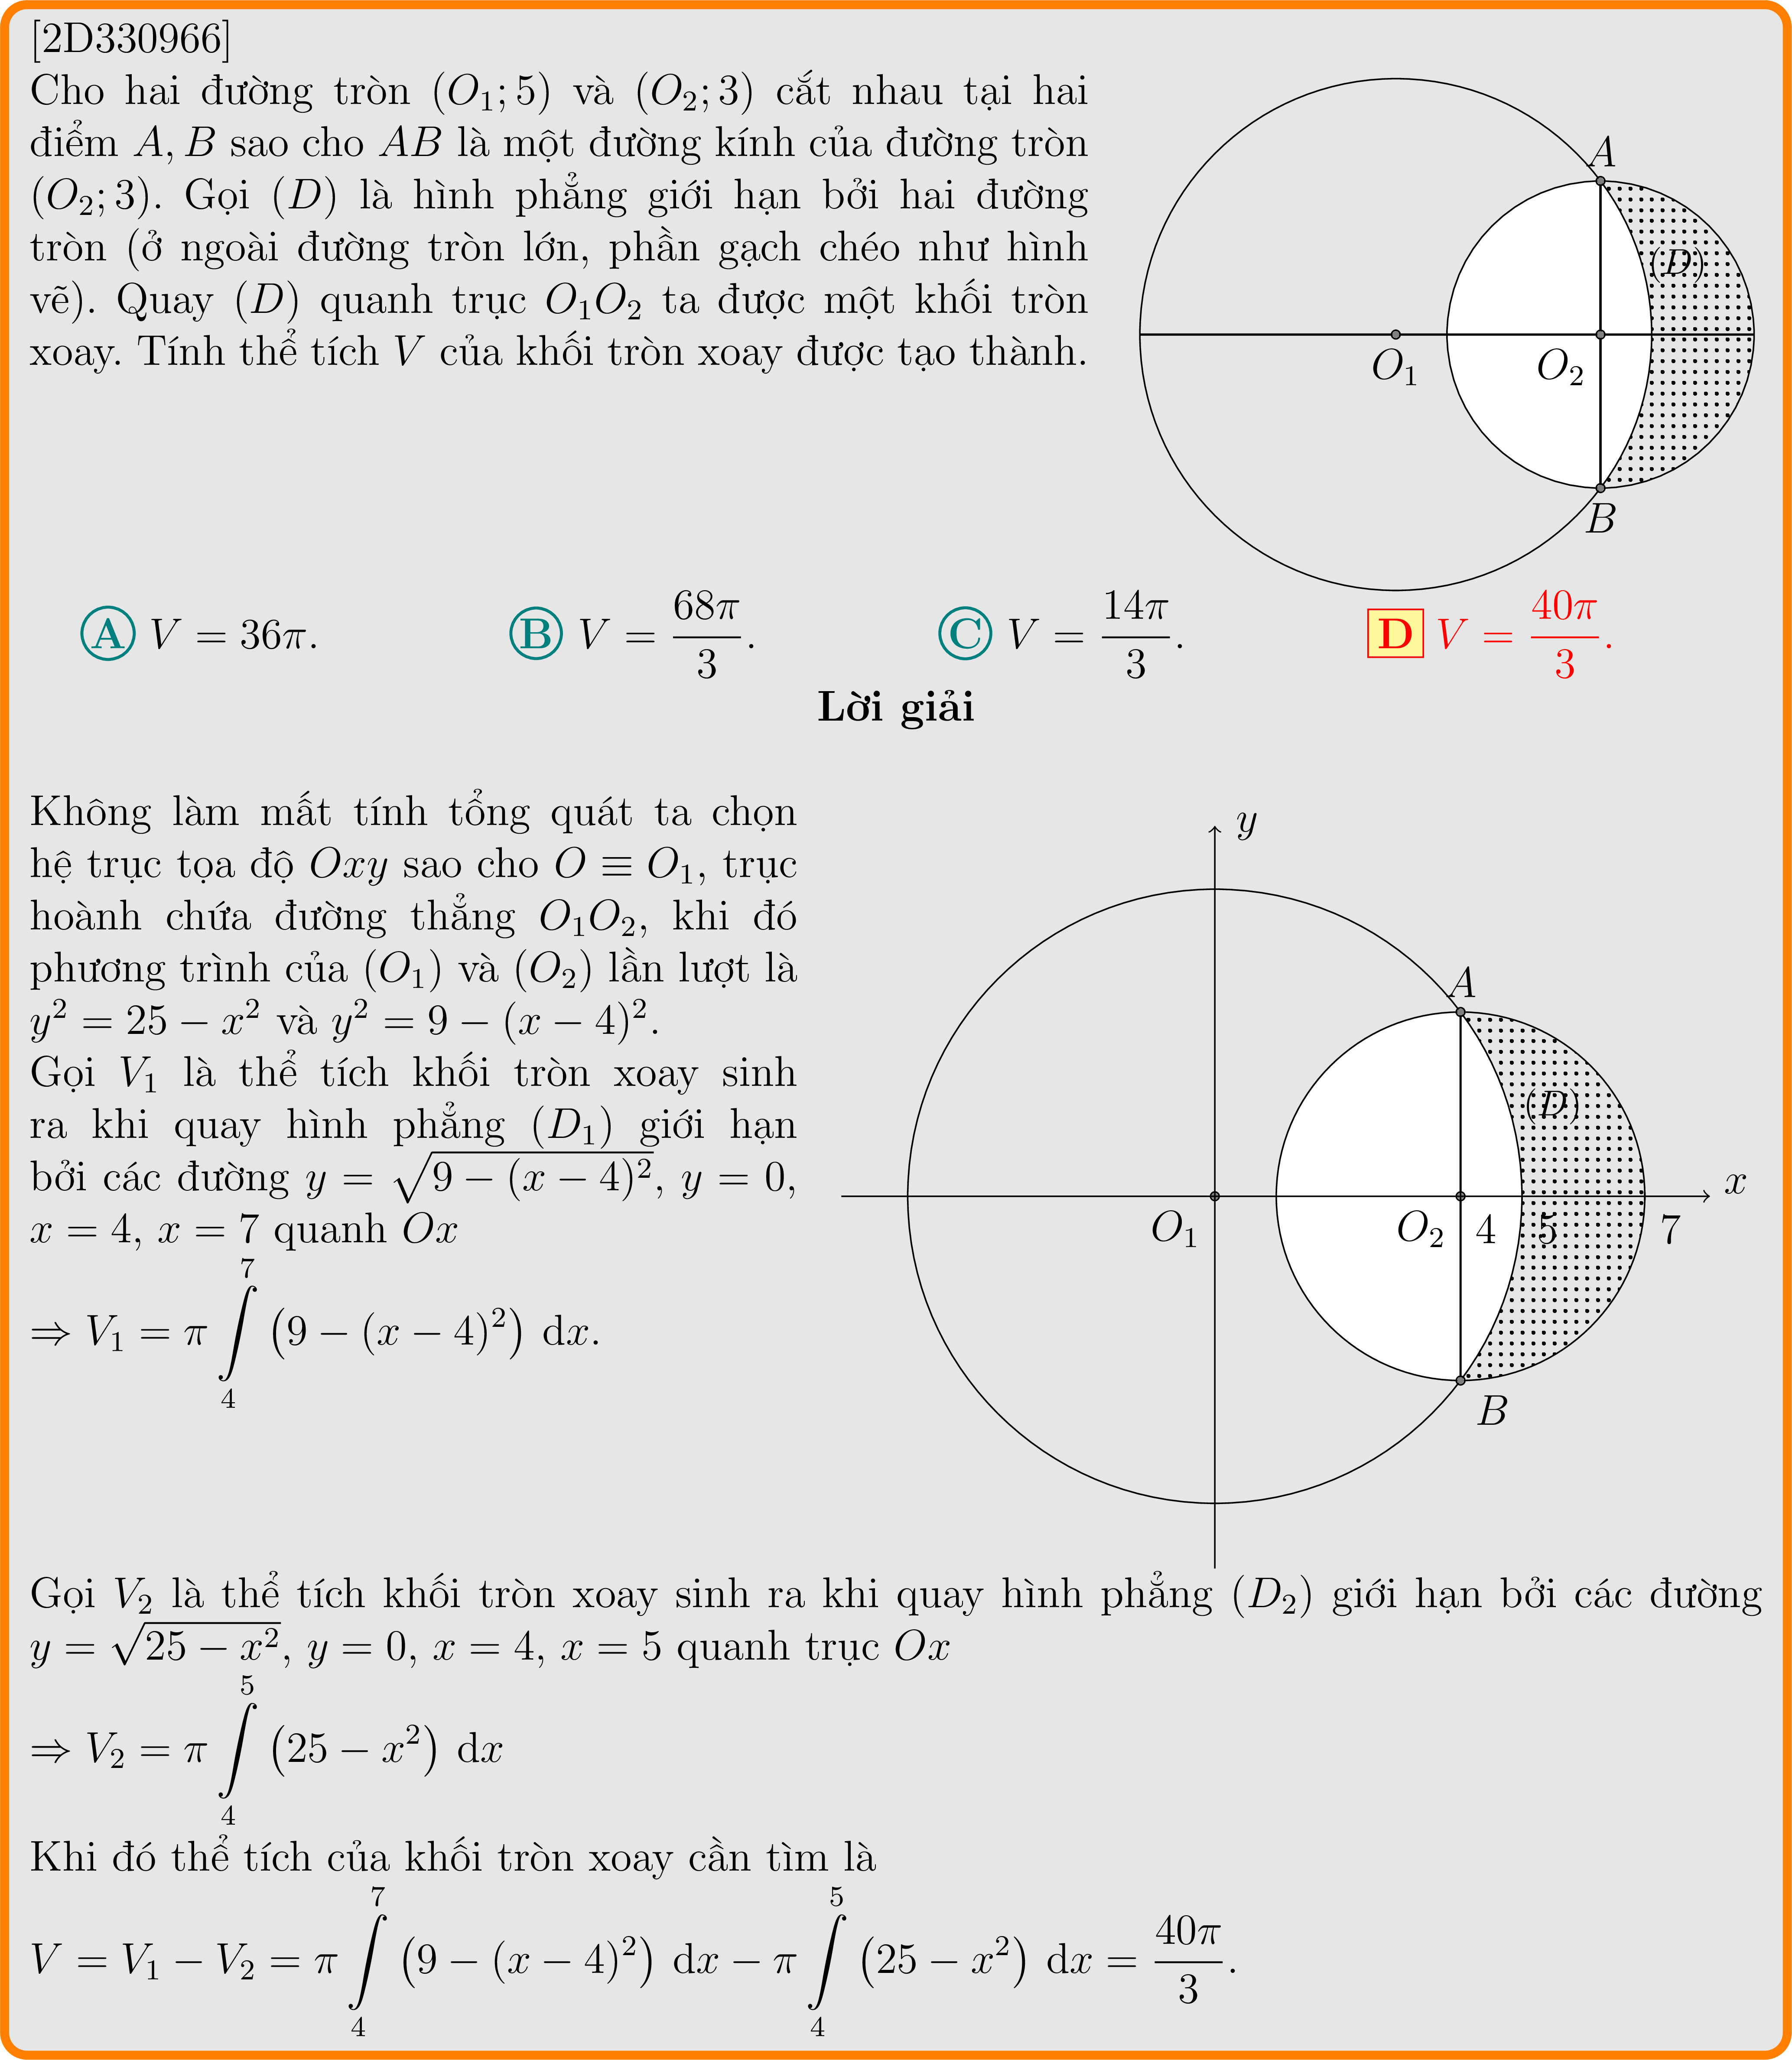 [2D330966]
Cho hai đường tròn $(O_1; 5)$ và $(O_2; 3)$ cắt nhau tại hai
điểm $A, B$ sao cho $AB$ là một đường kính của đường tròn
$(O_2; 3)$. Gọi $(D)$ là hình phẳng giới hạn bởi hai đường
tròn (ở ngoài đường tròn lớn, phần gạch chéo như hình
vẽ). Quay $(D)$ quanh trục $O_1O_2$ ta được một khối tròn
xoay. Tính thể tích $V$ của khối tròn xoay được tạo thành.
A
(D)
O_1
O_2
B
A $V = 36\pi$.
B $V = \dfrac{68\pi}{3}$.
C $V = \dfrac{14\pi}{3}$.
D $V = \dfrac{40\pi}{3}$.
Lời giải
Không làm mất tính tổng quát ta chọn
hệ trục tọa độ $Oxy$ sao cho $O \equiv O_1$, trục
hoành chứa đường thẳng $O_1O_2$, khi đó
phương trình của $(O_1)$ và $(O_2)$ lần lượt là
$y^2 = 25 - x^2$ và $y^2 = 9 - (x - 4)^2$.
Gọi $V_1$ là thể tích khối tròn xoay sinh
ra khi quay hình phẳng $(D_1)$ giới hạn
bởi các đường $y = \sqrt{9 - (x - 4)^2}$, $y = 0$,
$x = 4$, $x = 7$ quanh $Ox$
$\Rightarrow V_1 = \pi \int\limits_4^7 \left(9 - (x - 4)^2\right) \, \mathrm{d}x$.
y
A
(D)
x
O_1
O_2
4
5
7
B
Gọi $V_2$ là thể tích khối tròn xoay sinh ra khi quay hình phẳng $(D_2)$ giới hạn bởi các đường
$y = \sqrt{25 - x^2}$, $y = 0$, $x = 4$, $x = 5$ quanh trục $Ox$
$\Rightarrow V_2 = \pi \int\limits_4^5 \left(25 - x^2\right) \, \mathrm{d}x$
Khi đó thể tích của khối tròn xoay cần tìm là
$V = V_1 - V_2 = \pi \int\limits_4^7 \left(9 - (x - 4)^2\right) \, \mathrm{d}x - \pi \int\limits_4^5 \left(25 - x^2\right) \, \mathrm{d}x = \dfrac{40\pi}{3}$.